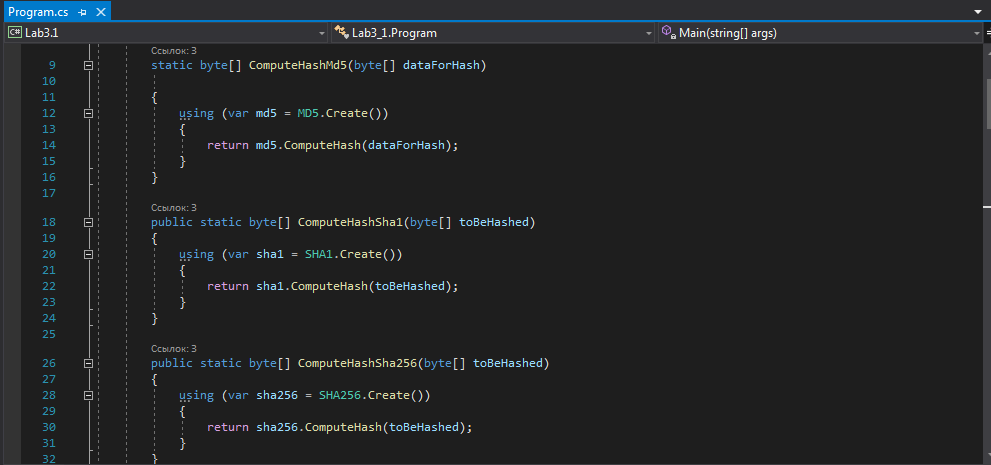 Program.cs
C# Lab3.1 Lab3_1.Program Main(string[] args)
Ссылок: 3
9 static byte[] ComputeHashMd5(byte[] dataForHash)
10
11 {
12 using (var md5 = MD5.Create())
13 {
14 return md5.ComputeHash(dataForHash);
15 }
16 }
17
Ссылок: 3
18 public static byte[] ComputeHashSha1(byte[] toBeHashed)
19 {
20 using (var sha1 = SHA1.Create())
21 {
22 return sha1.ComputeHash(toBeHashed);
23 }
24 }
25
Ссылок: 3
26 public static byte[] ComputeHashSha256(byte[] toBeHashed)
27 {
28 using (var sha256 = SHA256.Create())
29 {
30 return sha256.ComputeHash(toBeHashed);
31 }
32 }